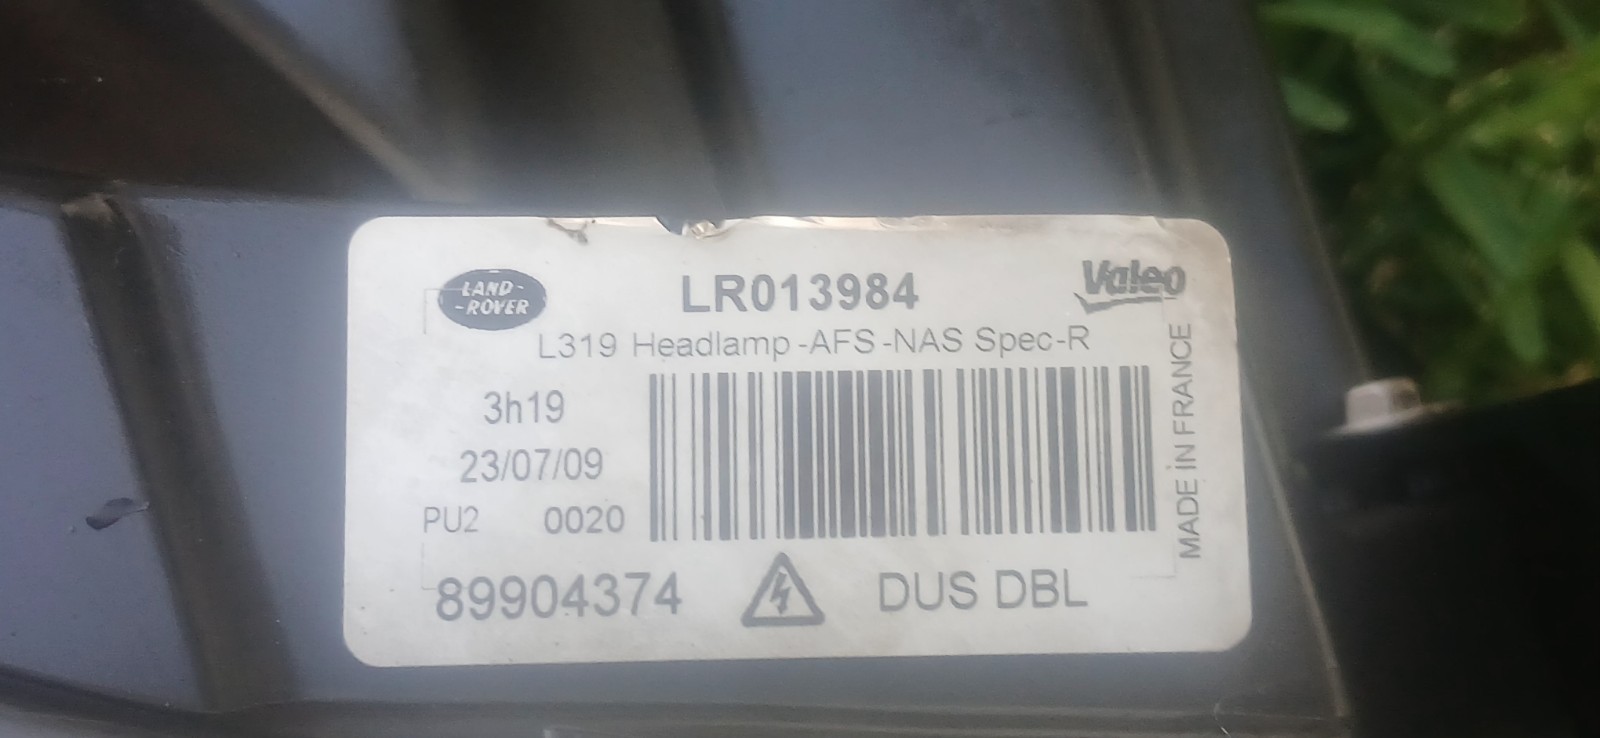 LAND-
-ROVER
LR013984
Valeo
L319 Headlamp-AFS-NAS Spec-R
3h19
23/07/09
PU2 0020
MADE IN FRANCE
89904374 DUS DBL